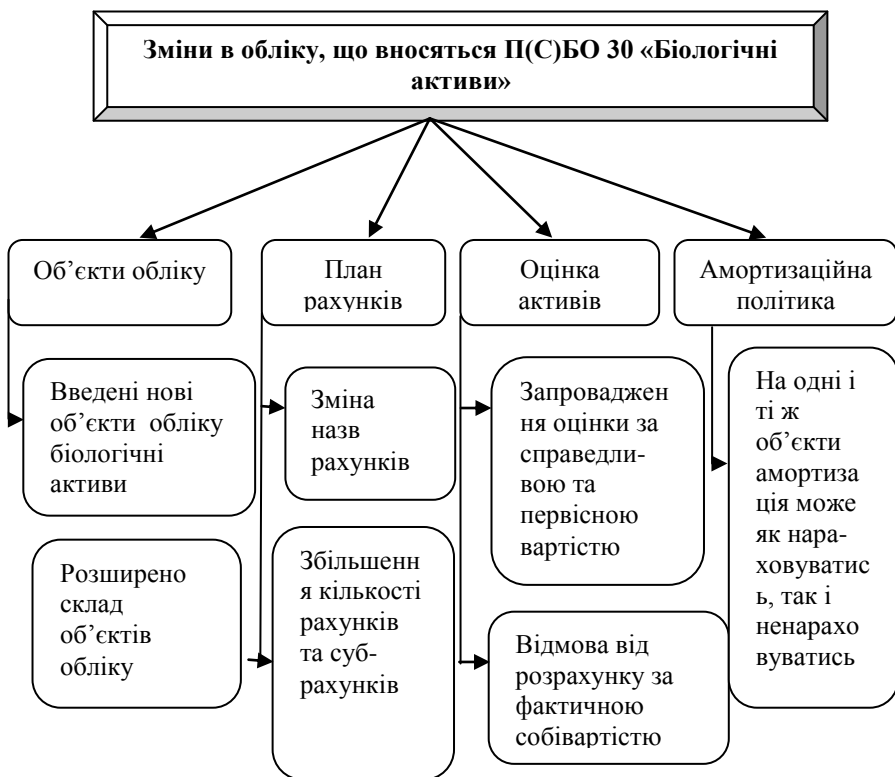 Зміни в обліку, що вносяться П(С)БО 30 «Біологічні
активи»
Об’єкти обліку
План
рахунків
Оцінка
активів
Амортизаційна
політика
Введені нові
об’єкти обліку
біологічні
активи
Зміна
назв
рахунків
Запроваджен
ня оцінки за
справедли-
вою та
первісною
вартістю
На одні і
ті ж
об’єкти
амортиза
ція може
як нара-
ховуватис
ь, так і
ненарахо
вуватись
Розширено
склад
об’єктів
обліку
Збільшенн
я кількості
рахунків
та суб-
рахунків
Відмова від
розрахунку за
фактичною
собівартістю